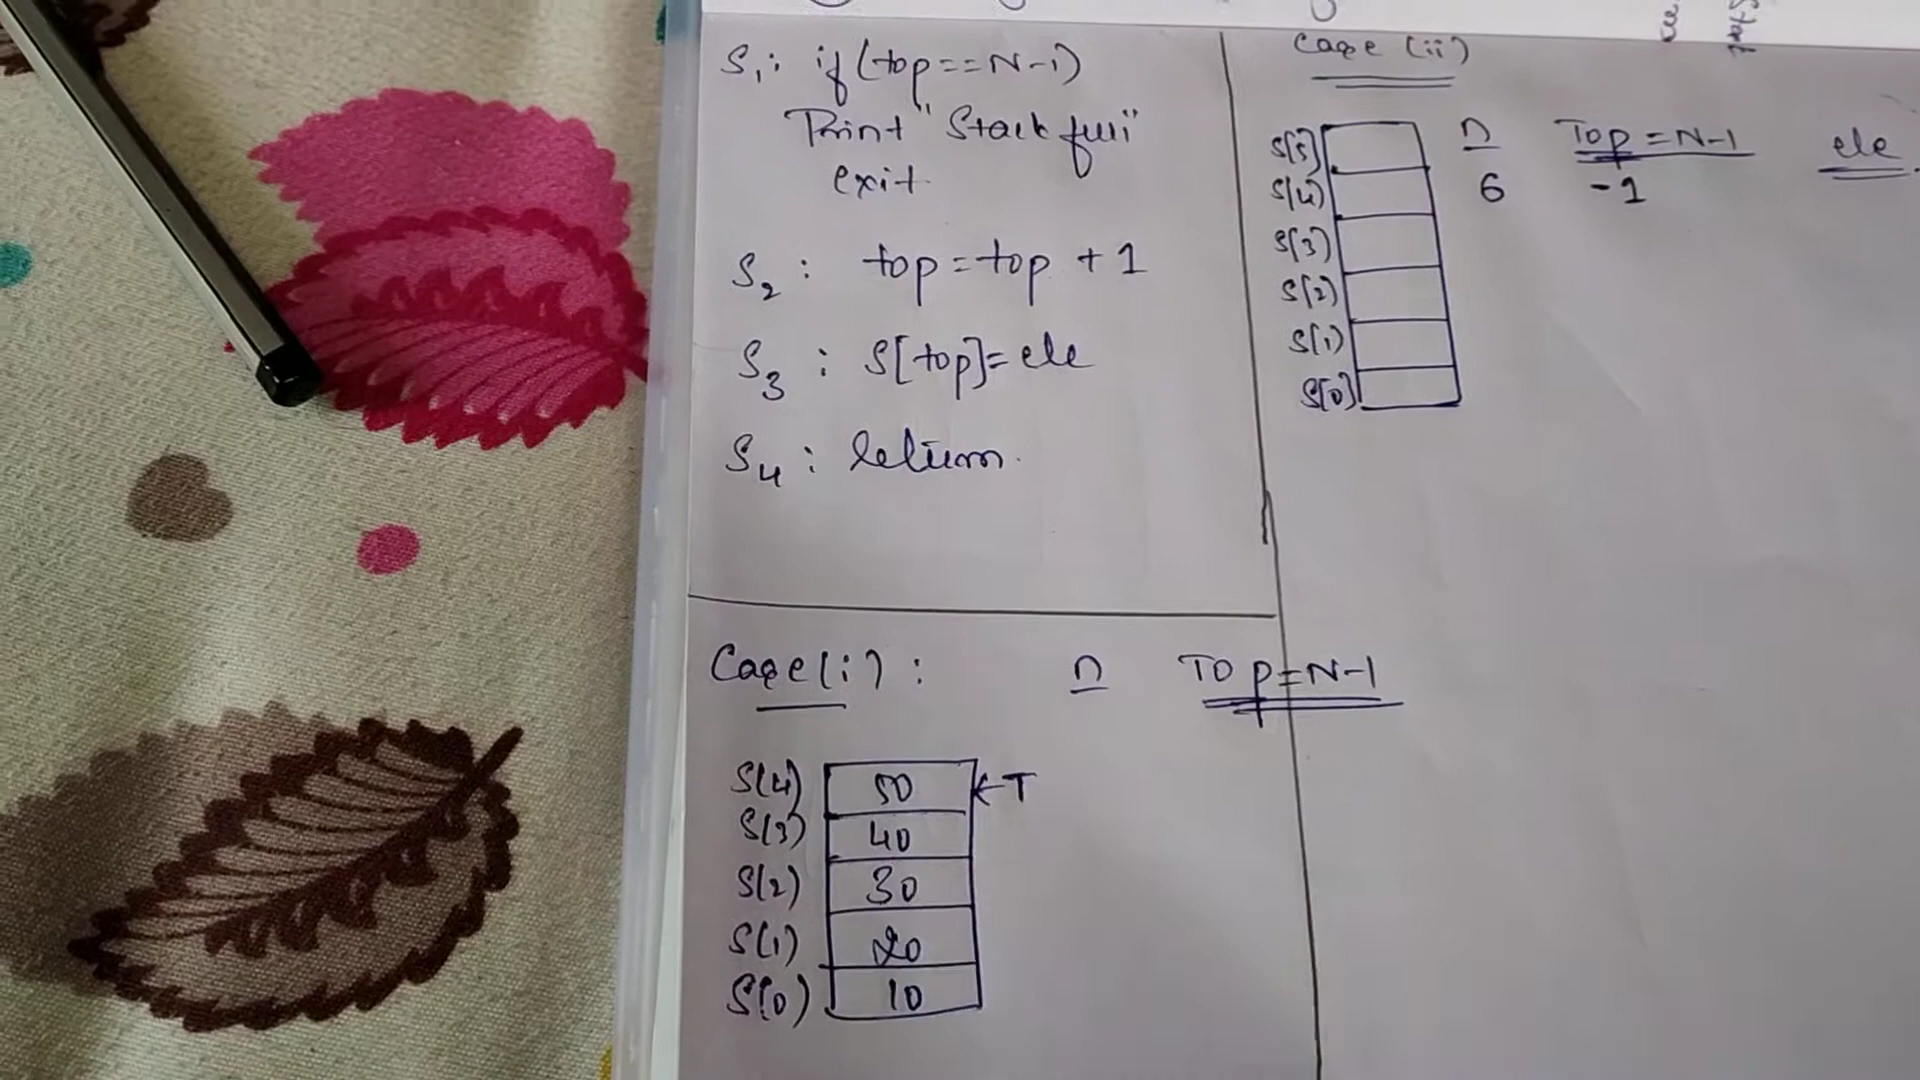 S1: if(top==N-1)
Print "Stack full"
exit.
S2: top=top+1
S3: S[top]=ele
S4: return.
Case (ii)
n Top=N-1 ele
S[5] 6 -1
S[4]
S[3]
S[2]
S[1]
S[0]
Case(i): n Top=N-1
S[4] 50 ←T
S[3] 40
S[2] 30
S[1] 20
S[0] 10